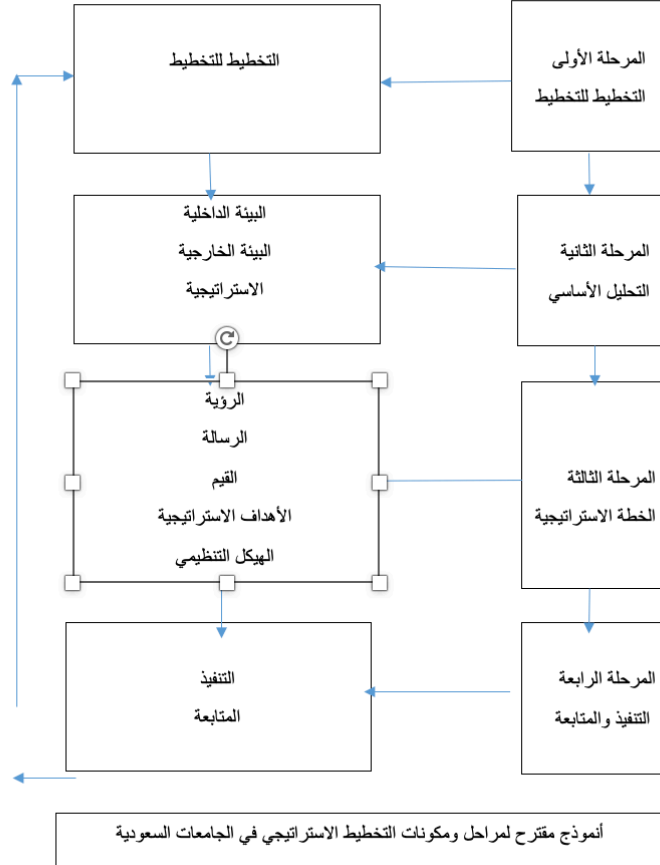 المرحلة الأولى
التخطيط للتخطيط
التخطيط للتخطيط
المرحلة الثانية
التحليل الأساسي
البيئة الداخلية
البيئة الخارجية
الاستراتيجية
المرحلة الثالثة
الخطة الاستراتيجية
الرؤية
الرسالة
القيم
الأهداف الاستراتيجية
الهيكل التنظيمي
المرحلة الرابعة
التنفيذ والمتابعة
التنفيذ
المتابعة
أنموذج مقترح لمراحل ومكونات التخطيط الاستراتيجي في الجامعات السعودية